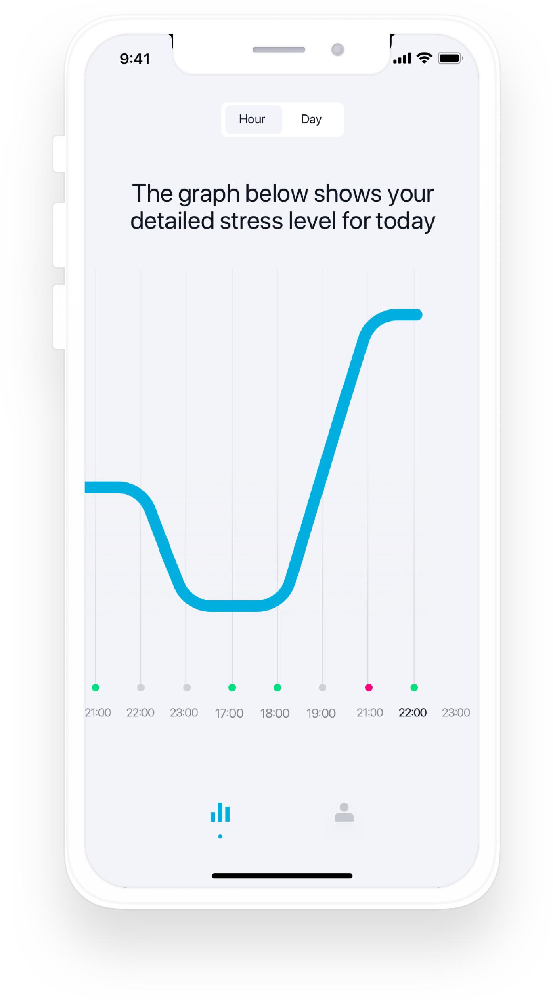 9:41
Hour Day
The graph below shows your
detailed stress level for today
21:00 22:00 23:00 17:00 18:00 19:00 21:00 22:00 23:00